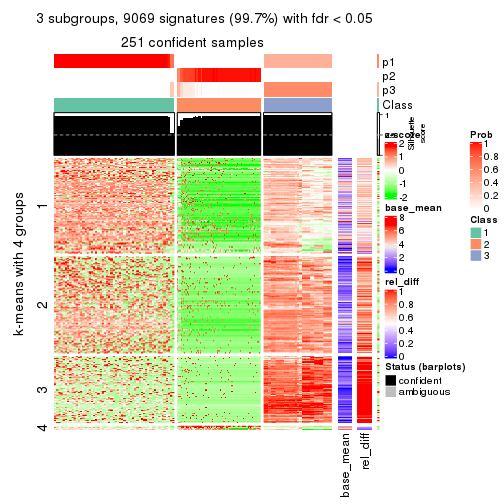 3 subgroups, 9069 signatures (99.7%) with fdr < 0.05
251 confident samples
p1
p2
p3
Class
1
Silhouette
score
z-score
2
1
0
-1
-2
base_mean
8
6
4
2
0
rel_diff
1
0.8
0.6
0.4
0.2
0
Status (barplots)
confident
ambiguous
Prob
1
0.8
0.6
0.4
0.2
0
Class
1
2
3
k-means with 4 groups
1
2
3
4
base_mean
rel_diff